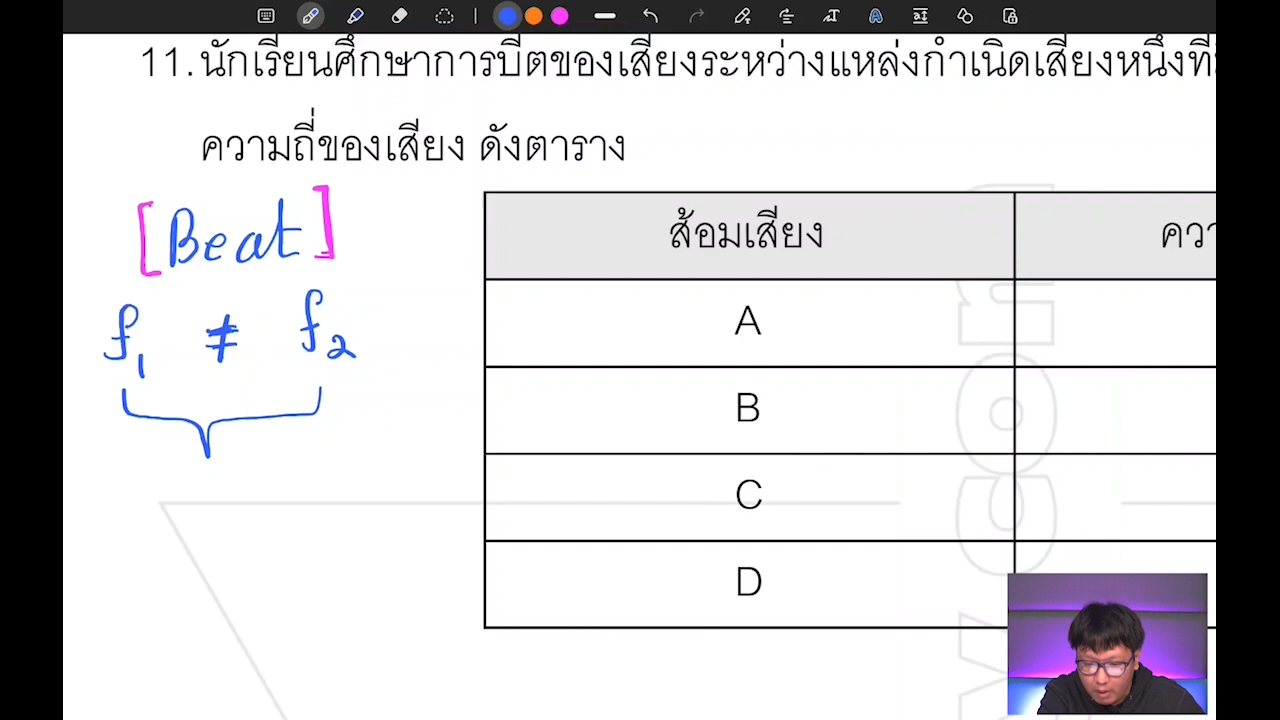 11. นักเรียนศึกษาการบีตของเสียงระหว่างแหล่งกำเนิดเสียงหนึ่งที่
ความถี่ของเสียง ดังตาราง
[Beat]
f₁ ≠ f₂
ส้อมเสียง
A
B
C
D